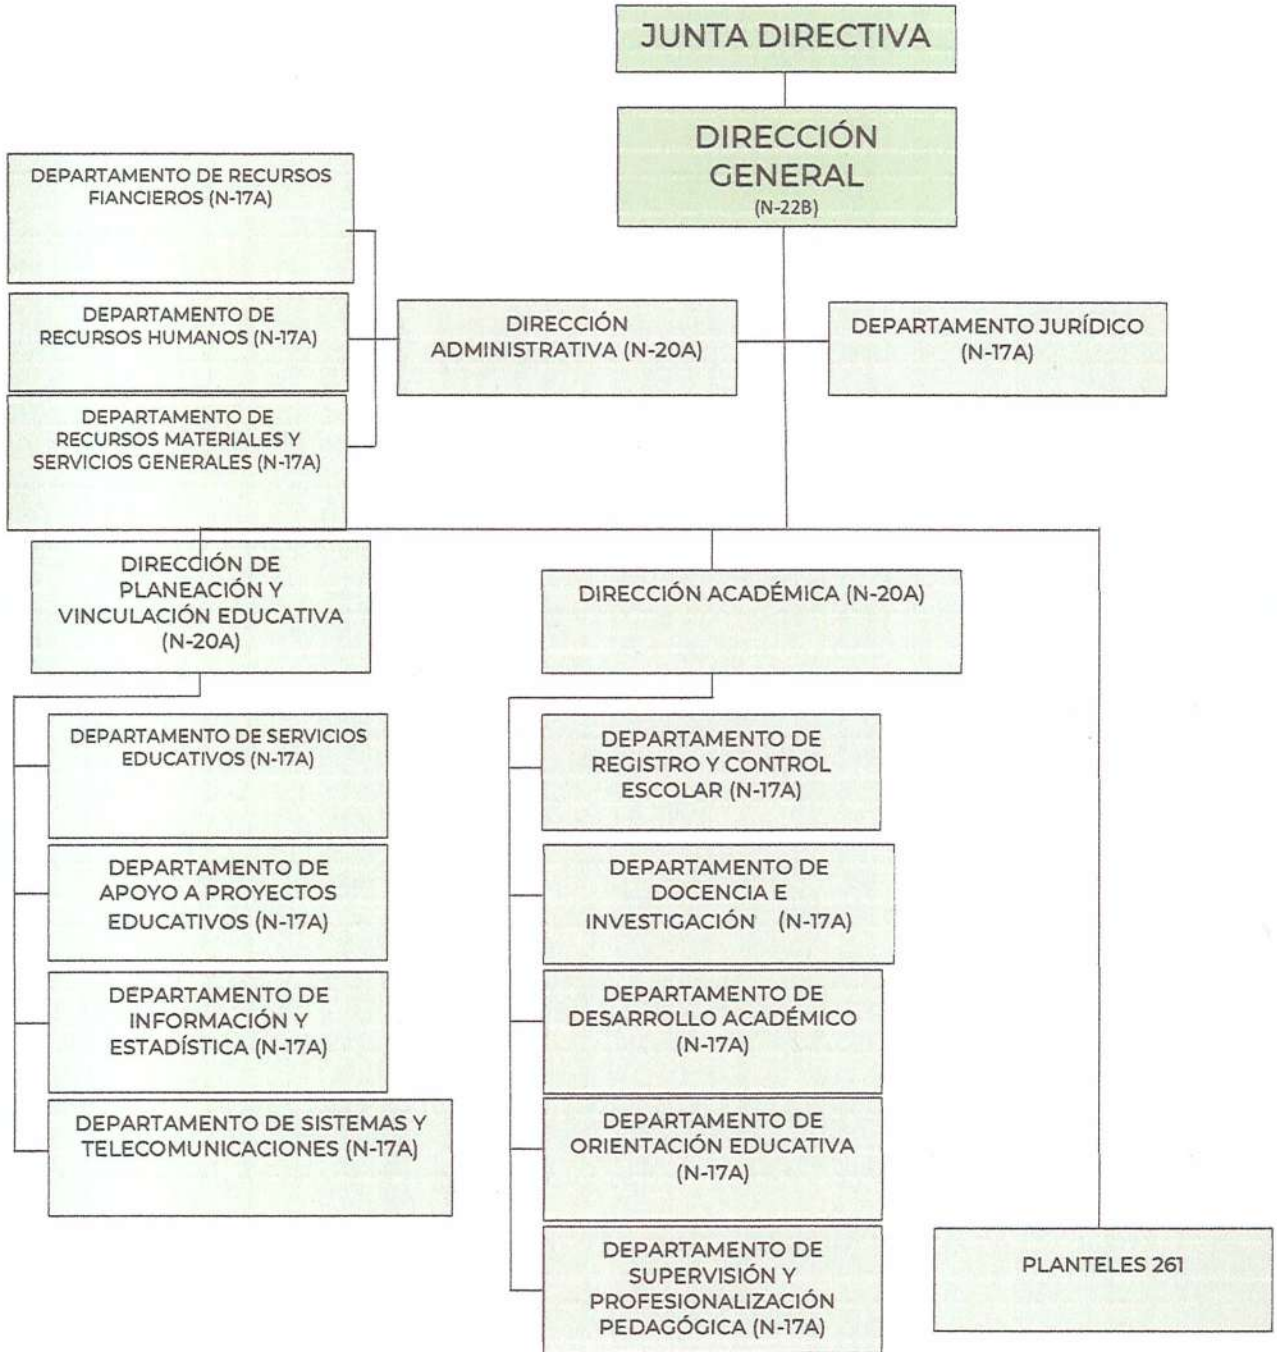 JUNTA DIRECTIVA
DIRECCIÓN
GENERAL
(N-22B)
DEPARTAMENTO DE RECURSOS
FIANCIEROS (N-17A)
DEPARTAMENTO DE
RECURSOS HUMANOS (N-17A)
DEPARTAMENTO DE
RECURSOS MATERIALES Y
SERVICIOS GENERALES (N-17A)
DIRECCIÓN
ADMINISTRATIVA (N-20A)
DEPARTAMENTO JURÍDICO
(N-17A)
DIRECCIÓN DE
PLANEACIÓN Y
VINCULACIÓN EDUCATIVA
(N-20A)
DEPARTAMENTO DE SERVICIOS
EDUCATIVOS (N-17A)
DEPARTAMENTO DE
APOYO A PROYECTOS
EDUCATIVOS (N-17A)
DEPARTAMENTO DE
INFORMACIÓN Y
ESTADÍSTICA (N-17A)
DEPARTAMENTO DE SISTEMAS Y
TELECOMUNICACIONES (N-17A)
DIRECCIÓN ACADÉMICA (N-20A)
DEPARTAMENTO DE
REGISTRO Y CONTROL
ESCOLAR (N-17A)
DEPARTAMENTO DE
DOCENCIA E
INVESTIGACIÓN (N-17A)
DEPARTAMENTO DE
DESARROLLO ACADÉMICO
(N-17A)
DEPARTAMENTO DE
ORIENTACIÓN EDUCATIVA
(N-17A)
DEPARTAMENTO DE
SUPERVISIÓN Y
PROFESIONALIZACIÓN
PEDAGÓGICA (N-17A)
PLANTELES 261